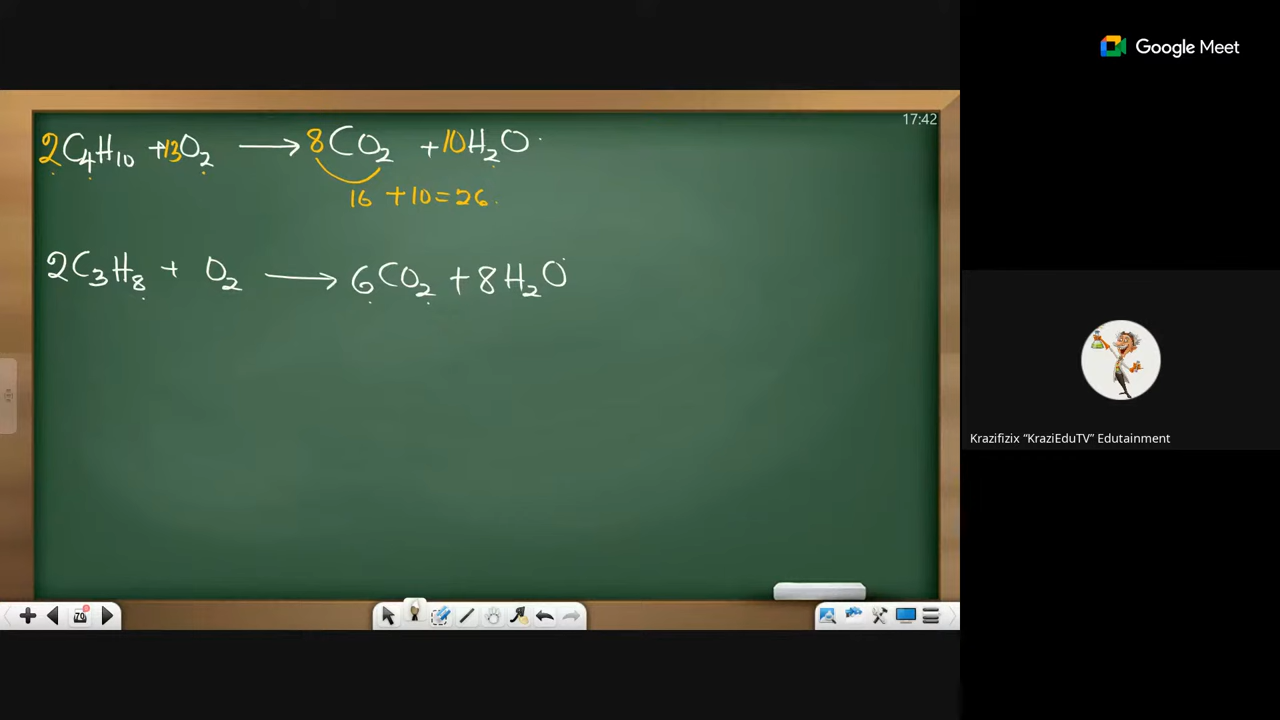 Google Meet
17:42
2C₄H₁₀ + 13O₂ ⟶ 8CO₂ + 10H₂O
16 + 10 = 26.
2C₃H₈ + O₂ ⟶ 6CO₂ + 8H₂O
Krazifizix “KraziEduTV” Edutainment